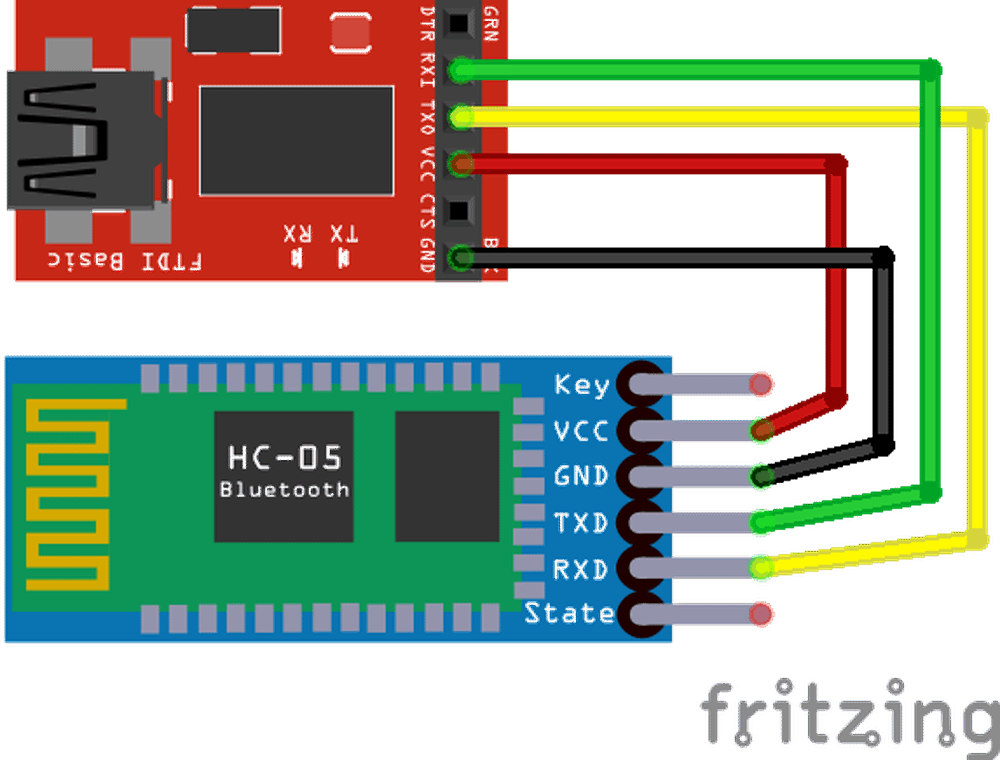 GRN
DTR
RXI
TXO
VCC
CTS
GND
TX
RX
FTDI Basic
Key
VCC
GND
TXD
RXD
State
HC-05
Bluetooth
fritzing